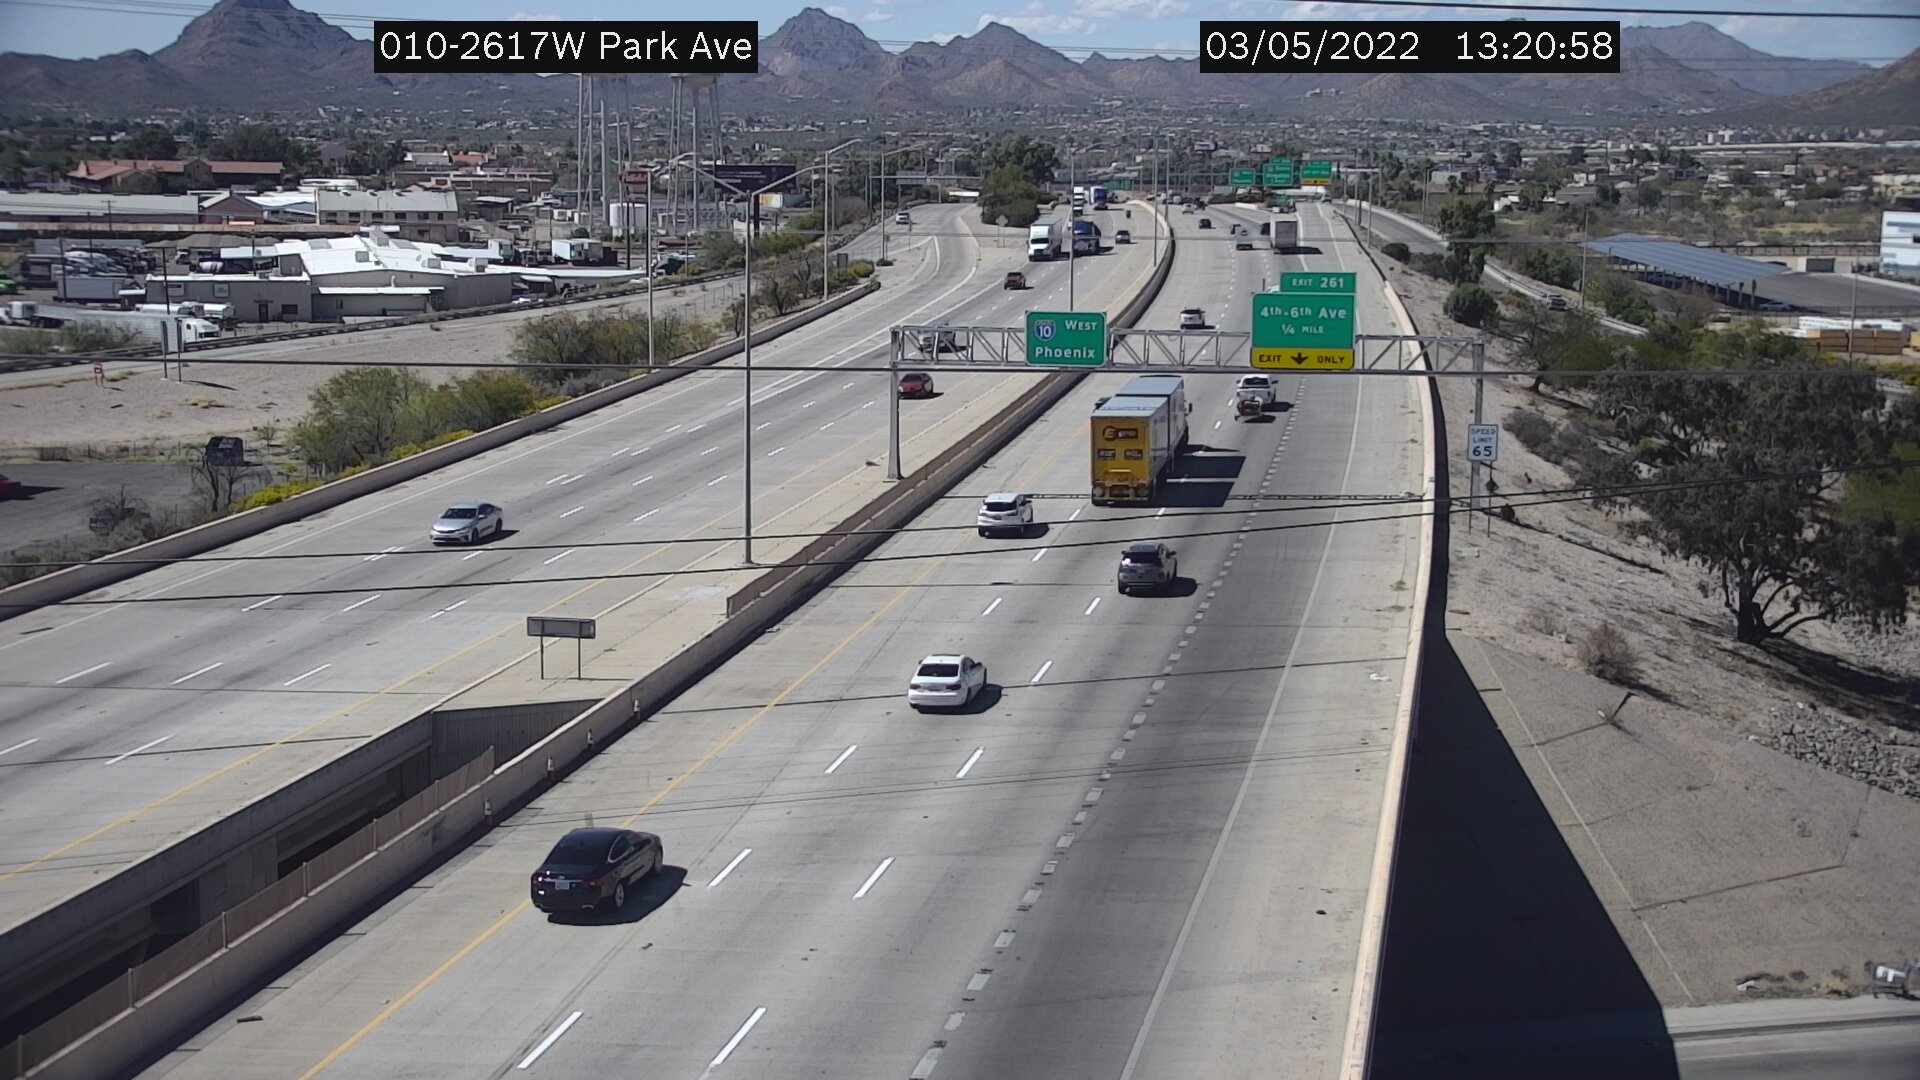 010-2617W Park Ave
03/05/2022 13:20:58
EXIT 261
4th-6th Ave
1/4 MILE
EXIT ONLY
10
WEST
Phoenix
SPEED
LIMIT
65